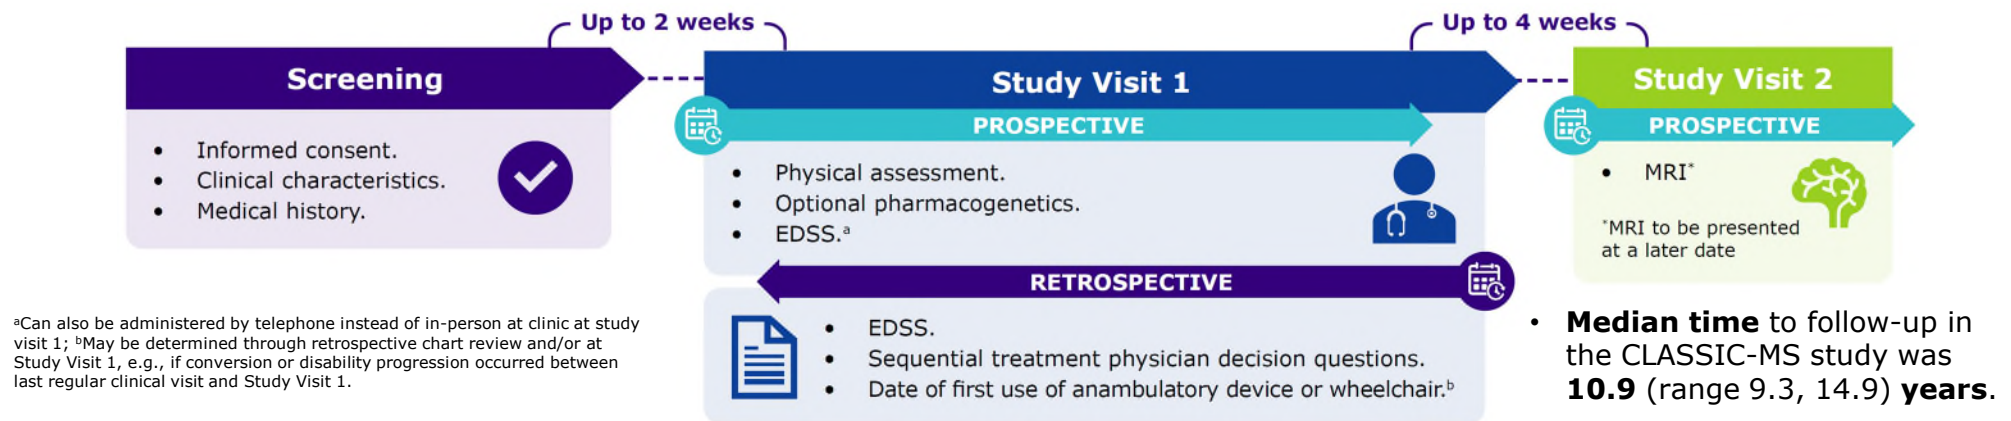 Up to 2 weeks
Up to 4 weeks
Screening
• Informed consent.
• Clinical characteristics.
• Medical history.
Study Visit 1
PROSPECTIVE
• Physical assessment.
• Optional pharmacogenetics.
• EDSS.ᵃ
RETROSPECTIVE
• EDSS.
• Sequential treatment physician decision questions.
• Date of first use of anambulatory device or wheelchair.ᵇ
Study Visit 2
PROSPECTIVE
• MRI*
*MRI to be presented
at a later date
ᵃCan also be administered by telephone instead of in-person at clinic at study
visit 1; ᵇMay be determined through retrospective chart review and/or at
Study Visit 1, e.g., if conversion or disability progression occurred between
last regular clinical visit and Study Visit 1.
• Median time to follow-up in
the CLASSIC-MS study was
10.9 (range 9.3, 14.9) years.